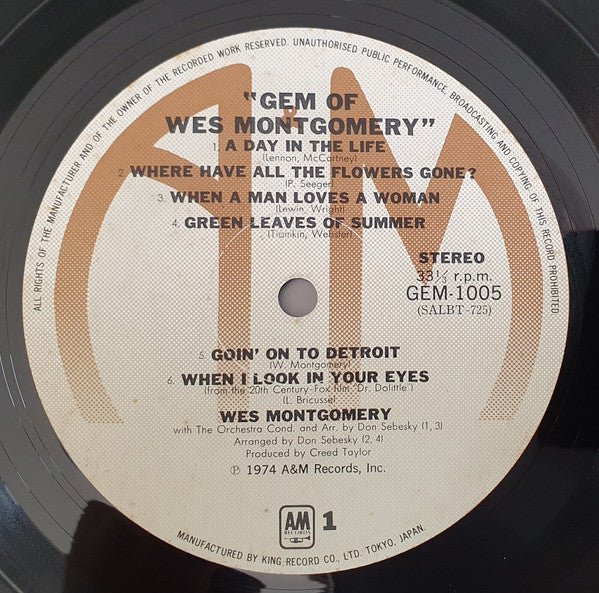 ALL RIGHTS OF THE MANUFACTURER AND OF THE OWNER OF THE RECORDED WORK RESERVED. UNAUTHORISED PUBLIC PERFORMANCE, BROADCASTING AND COPYING OF THIS RECORD PROHIBITED
"GEM OF
WES MONTGOMERY"
1. A DAY IN THE LIFE
(Lennon, McCartney)
2. WHERE HAVE ALL THE FLOWERS GONE?
(P. Seeger)
3. WHEN A MAN LOVES A WOMAN
(Lewin, Wright)
4. GREEN LEAVES OF SUMMER
(Tiomkin, Webster)
STEREO
33⅓ r.p.m.
GEM-1005
(SALBT-725)
5. GOIN' ON TO DETROIT
(W. Montgomery)
6. WHEN I LOOK IN YOUR EYES
(from the 20th Century-Fox film "Dr. Dolittle")
(L. Bricusse)
WES MONTGOMERY
with The Orchestra Cond. and Arr. by Don Sebesky (1, 3)
Arranged by Don Sebesky (2, 4)
Produced by Creed Taylor
℗ 1974 A&M Records, Inc.
AM
RECORDS
1
MANUFACTURED BY KING RECORD CO., LTD. TOKYO, JAPAN.